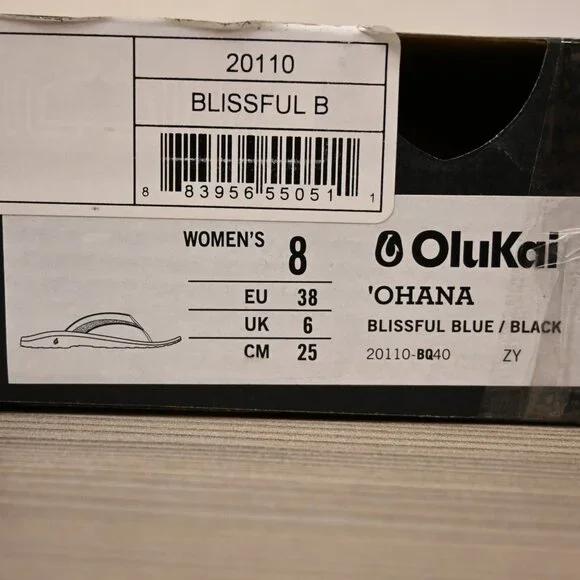 20110
BLISSFUL B
8 83956 55051 1
WOMEN'S 8
EU 38
UK 6
CM 25
OluKai
'OHANA
BLISSFUL BLUE / BLACK
20110-BQ40 ZY